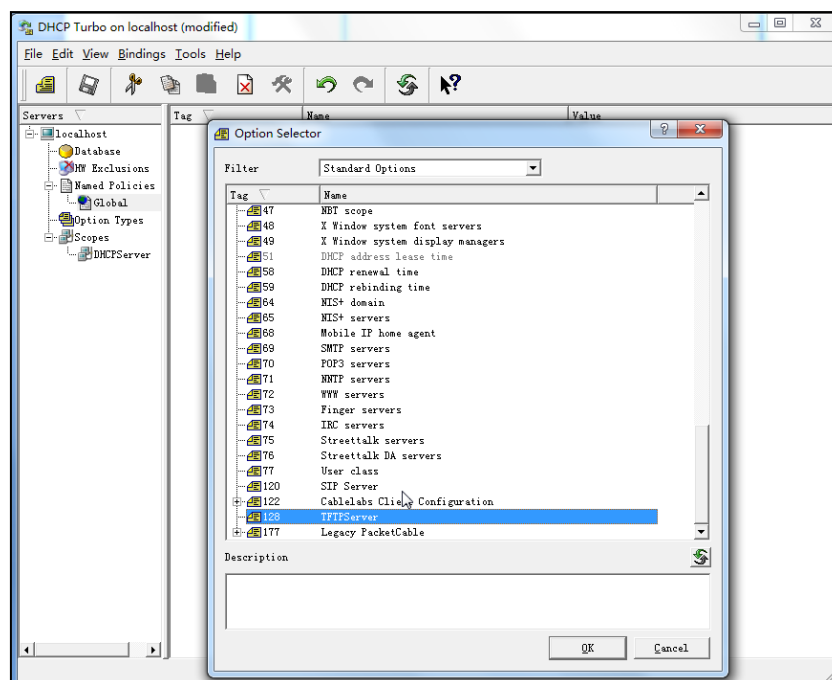 DHCP Turbo on localhost (modified)
File Edit View Bindings Tools Help
Servers Tag Name Value
localhost
Database
HW Exclusions
Named Policies
Global
Option Types
Scopes
DHCPServer
Option Selector
Filter Standard Options
Tag Name
47 NBT scope
48 X Window system font servers
49 X Window system display managers
51 DHCP address lease time
58 DHCP renewal time
59 DHCP rebinding time
64 NIS+ domain
65 NIS+ servers
68 Mobile IP home agent
69 SMTP servers
70 POP3 servers
71 NNTP servers
72 WWW servers
73 Finger servers
74 IRC servers
75 Streettalk servers
76 Streettalk DA servers
77 User class
120 SIP Server
122 Cablelabs Client Configuration
128 TFTPServer
177 Legacy PacketCable
Description
OK Cancel